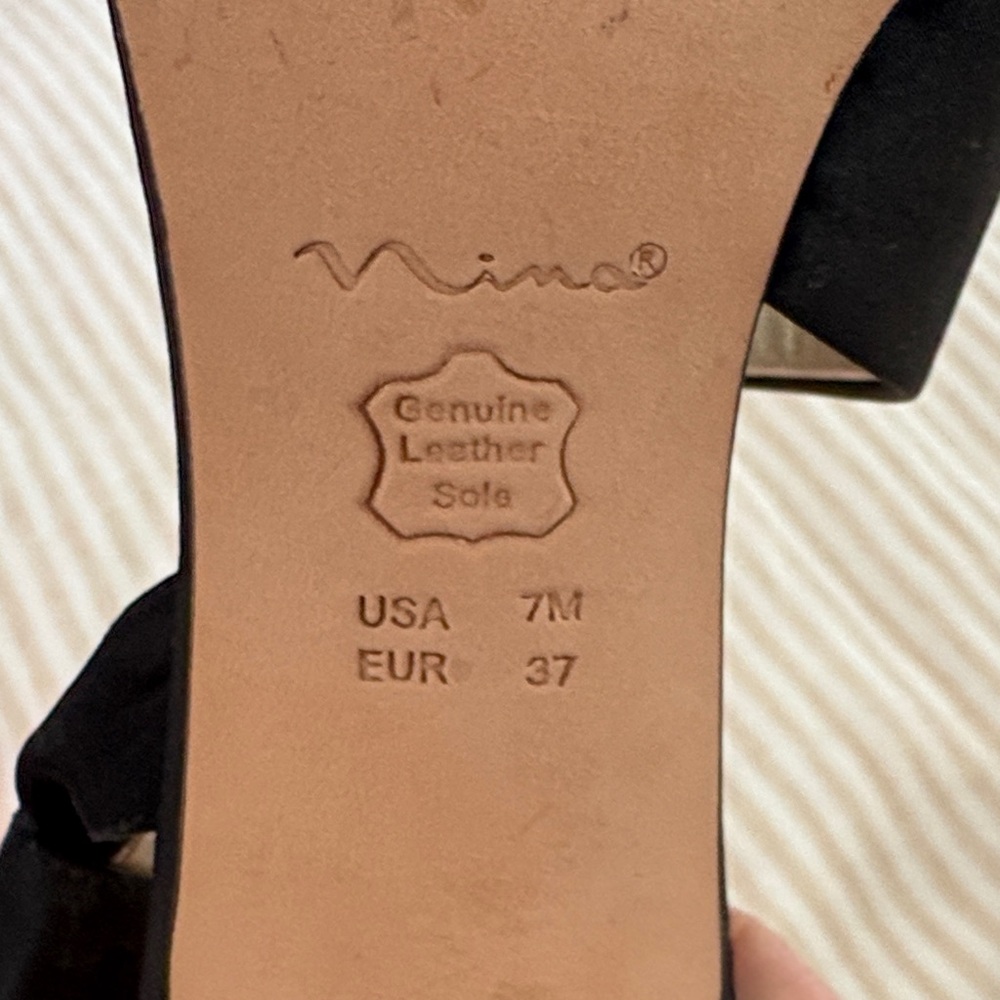 Nina®
Genuine
Leather
Sole
USA 7M
EUR 37